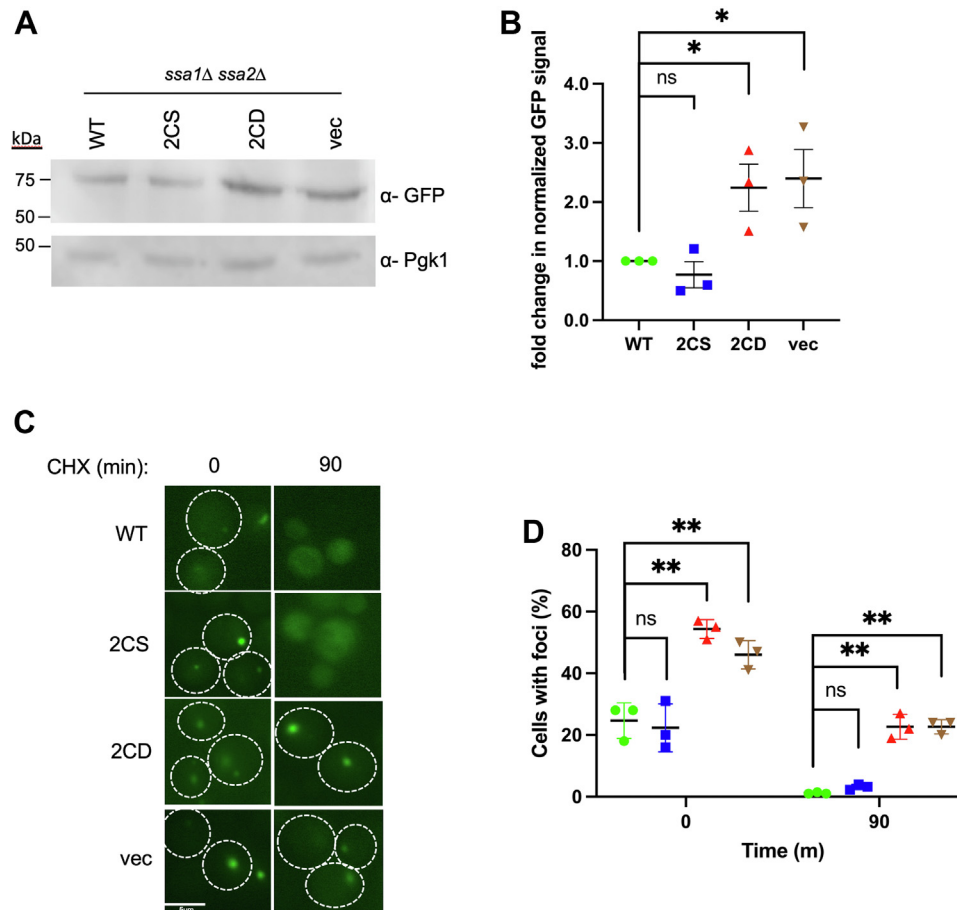 A
ssa1Δ ssa2Δ
kDa
WT
2CS
2CD
vec
75
50
α- GFP
50
α- Pgk1
B
fold change in normalized GFP signal
4.0
3.0
2.0
1.0
0.0
ns
*
*
WT 2CS 2CD vec
C
CHX (min): 0 90
WT
2CS
2CD
vec
5μm
D
Cells with foci (%)
80
60
40
20
0
ns
**
**
ns
**
**
0 90
Time (m)